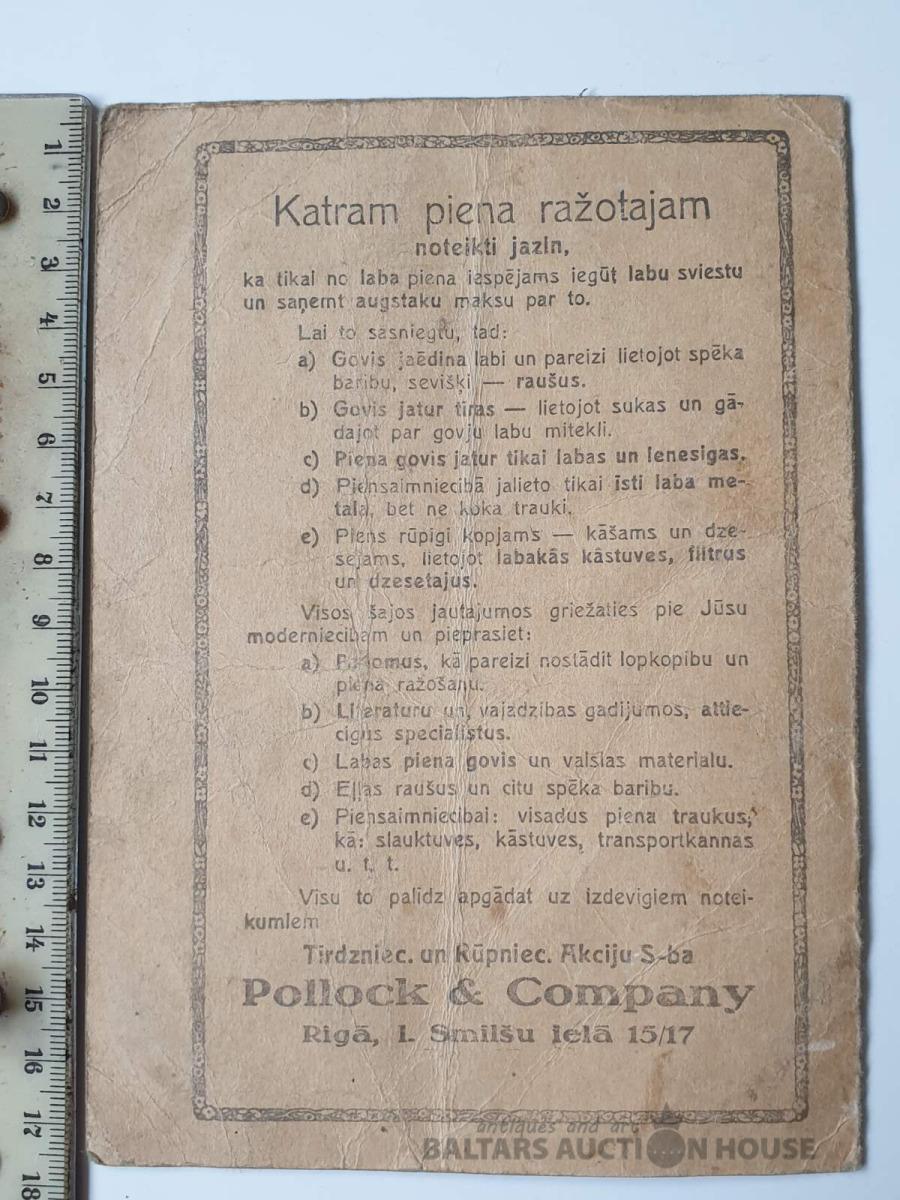 Katram piena ražotajam
noteikti jazin,
ka tikai no laba piena iespējams iegūt labu sviestu
un saņemt augstaku maksu par to.
Lai to sasniegtu, tad:
a) Govis jaēdina labi un pareizi lietojot spēka
baribu, sevišķi — raušus.
b) Govis jatur tiras — lietojot sukas un gā-
dajot par govju labu mitekli.
c) Piena govis jatur tikai labas un ienesigas.
d) Piensaimniecibā jalieto tikai īsti laba me-
tala, bet ne koka trauki.
e) Piens rūpigi kopjams — kāšams un dze-
sejams, lietojot labakās kāstuves, filtrus
un dzesetajus.
Visos šajos jautajumos griežaties pie Jūsu
moderniecibam un pieprasiet:
a) Padomus, kā pareizi nostādit lopkopibu un
piena ražošanu.
b) Literaturu un, vajadzibas gadijumos, attie-
cigus specialistus.
c) Labas piena govis un vaislas materialu.
d) Eļļas raušus un citu spēka baribu.
e) Piensaimniecibai: visadus piena traukus,
kā: slauktuves, kāstuves, transportkannas
u. t. t.
Visu to palidz apgādat uz izdevigiem notei-
kumiem
Tirdzniec. un Rūpniec. Akciju S-ba
Pollock & Company
Rigā, l. Smilšu ielā 15/17
1
2
3
4
5
6
7
8
9
10
11
12
13
14
15
16
17
18
antiques and art
BALTARS AUCTION HOUSE